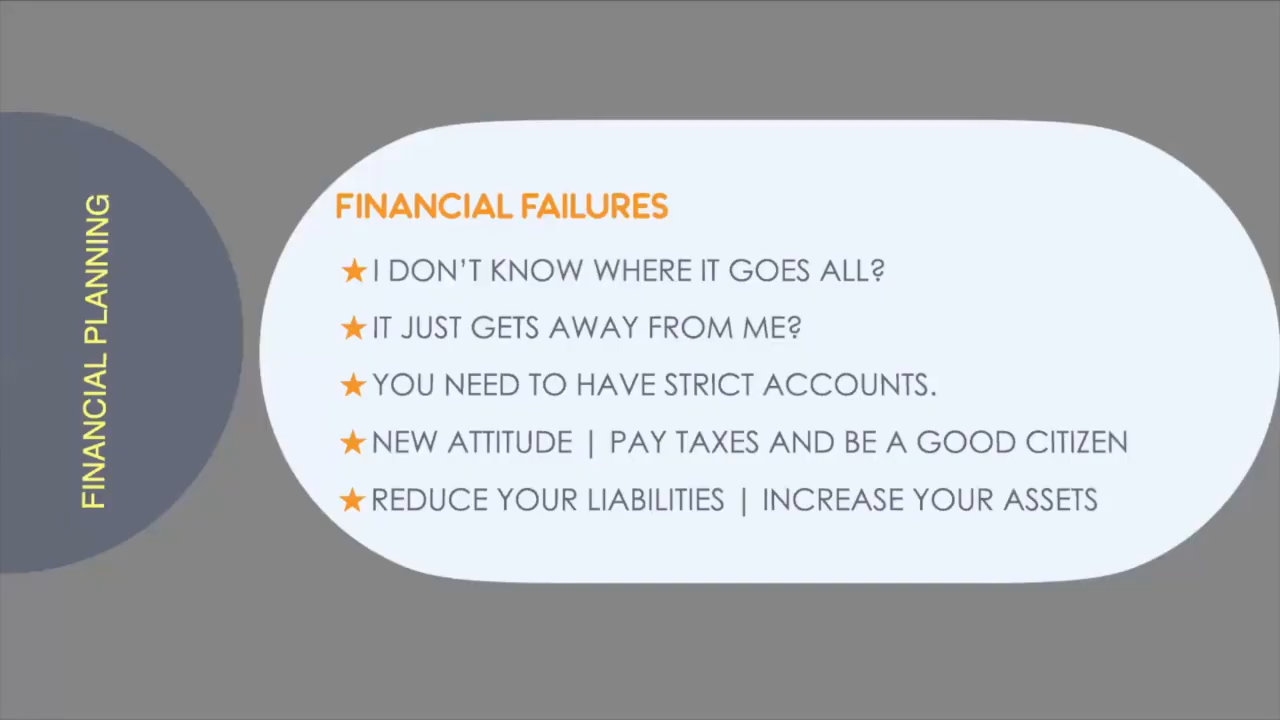 FINANCIAL PLANNING
FINANCIAL FAILURES
I DON'T KNOW WHERE IT GOES ALL?
IT JUST GETS AWAY FROM ME?
YOU NEED TO HAVE STRICT ACCOUNTS.
NEW ATTITUDE | PAY TAXES AND BE A GOOD CITIZEN
REDUCE YOUR LIABILITIES | INCREASE YOUR ASSETS